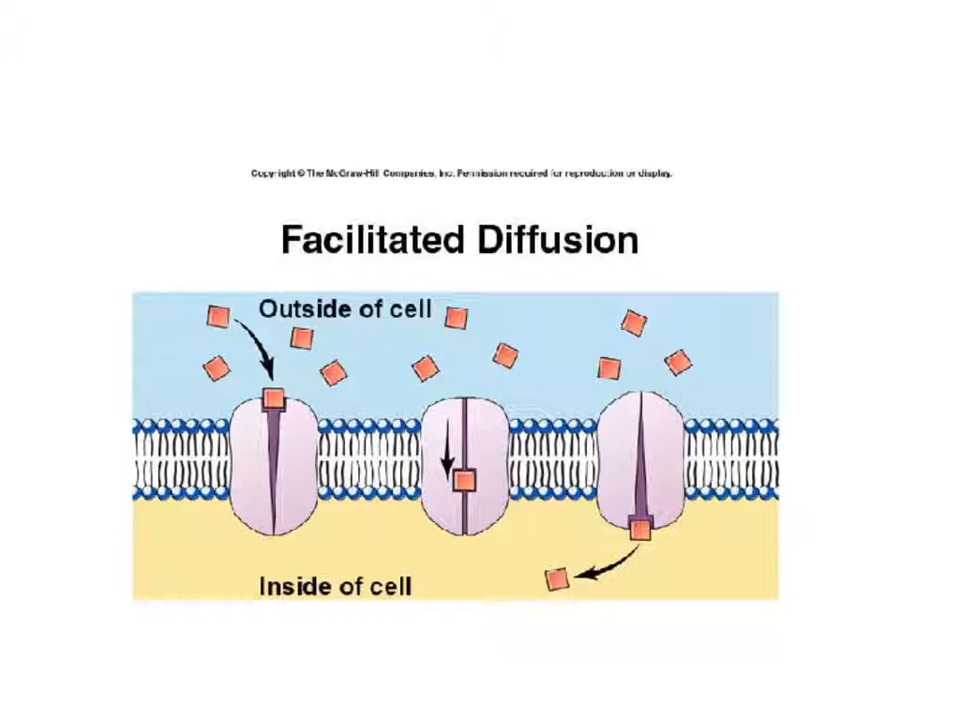 Copyright © The McGraw-Hill Companies, Inc. Permission required for reproduction or display.
Facilitated Diffusion
Outside of cell
Inside of cell